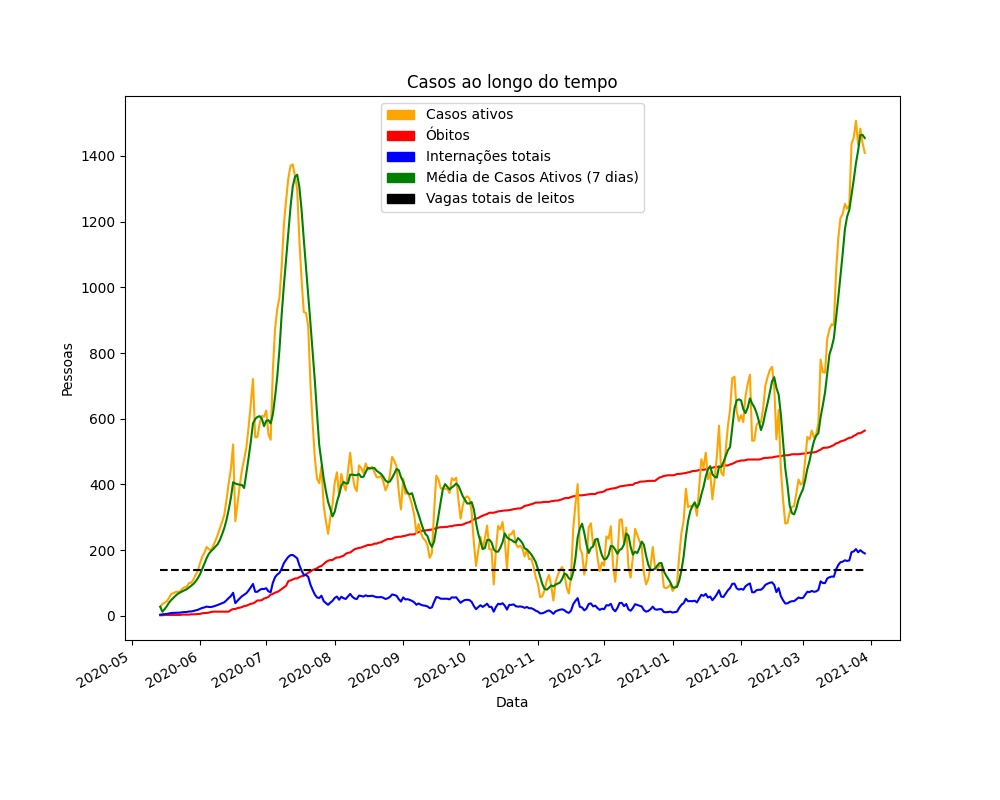 Casos ao longo do tempo
Casos ativos
Óbitos
Internações totais
Média de Casos Ativos (7 dias)
Vagas totais de leitos
Pessoas
1400
1200
1000
800
600
400
200
0
2020-05
2020-06
2020-07
2020-08
2020-09
2020-10
2020-11
2020-12
2021-01
2021-02
2021-03
2021-04
Data